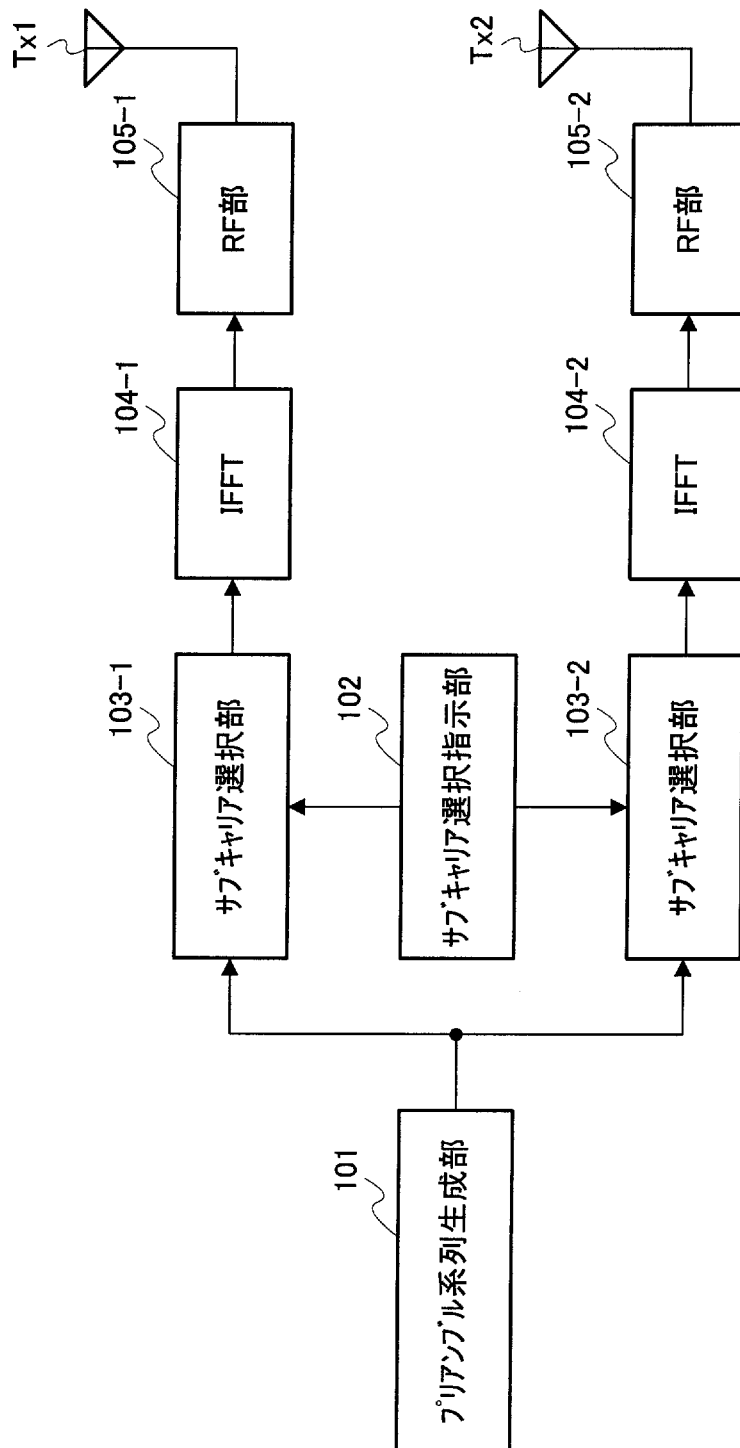 101
プリアンブル系列生成部
103-1
サブキャリア選択部
102
サブキャリア選択指示部
103-2
サブキャリア選択部
104-1
IFFT
104-2
IFFT
105-1
RF部
105-2
RF部
Tx1
Tx2